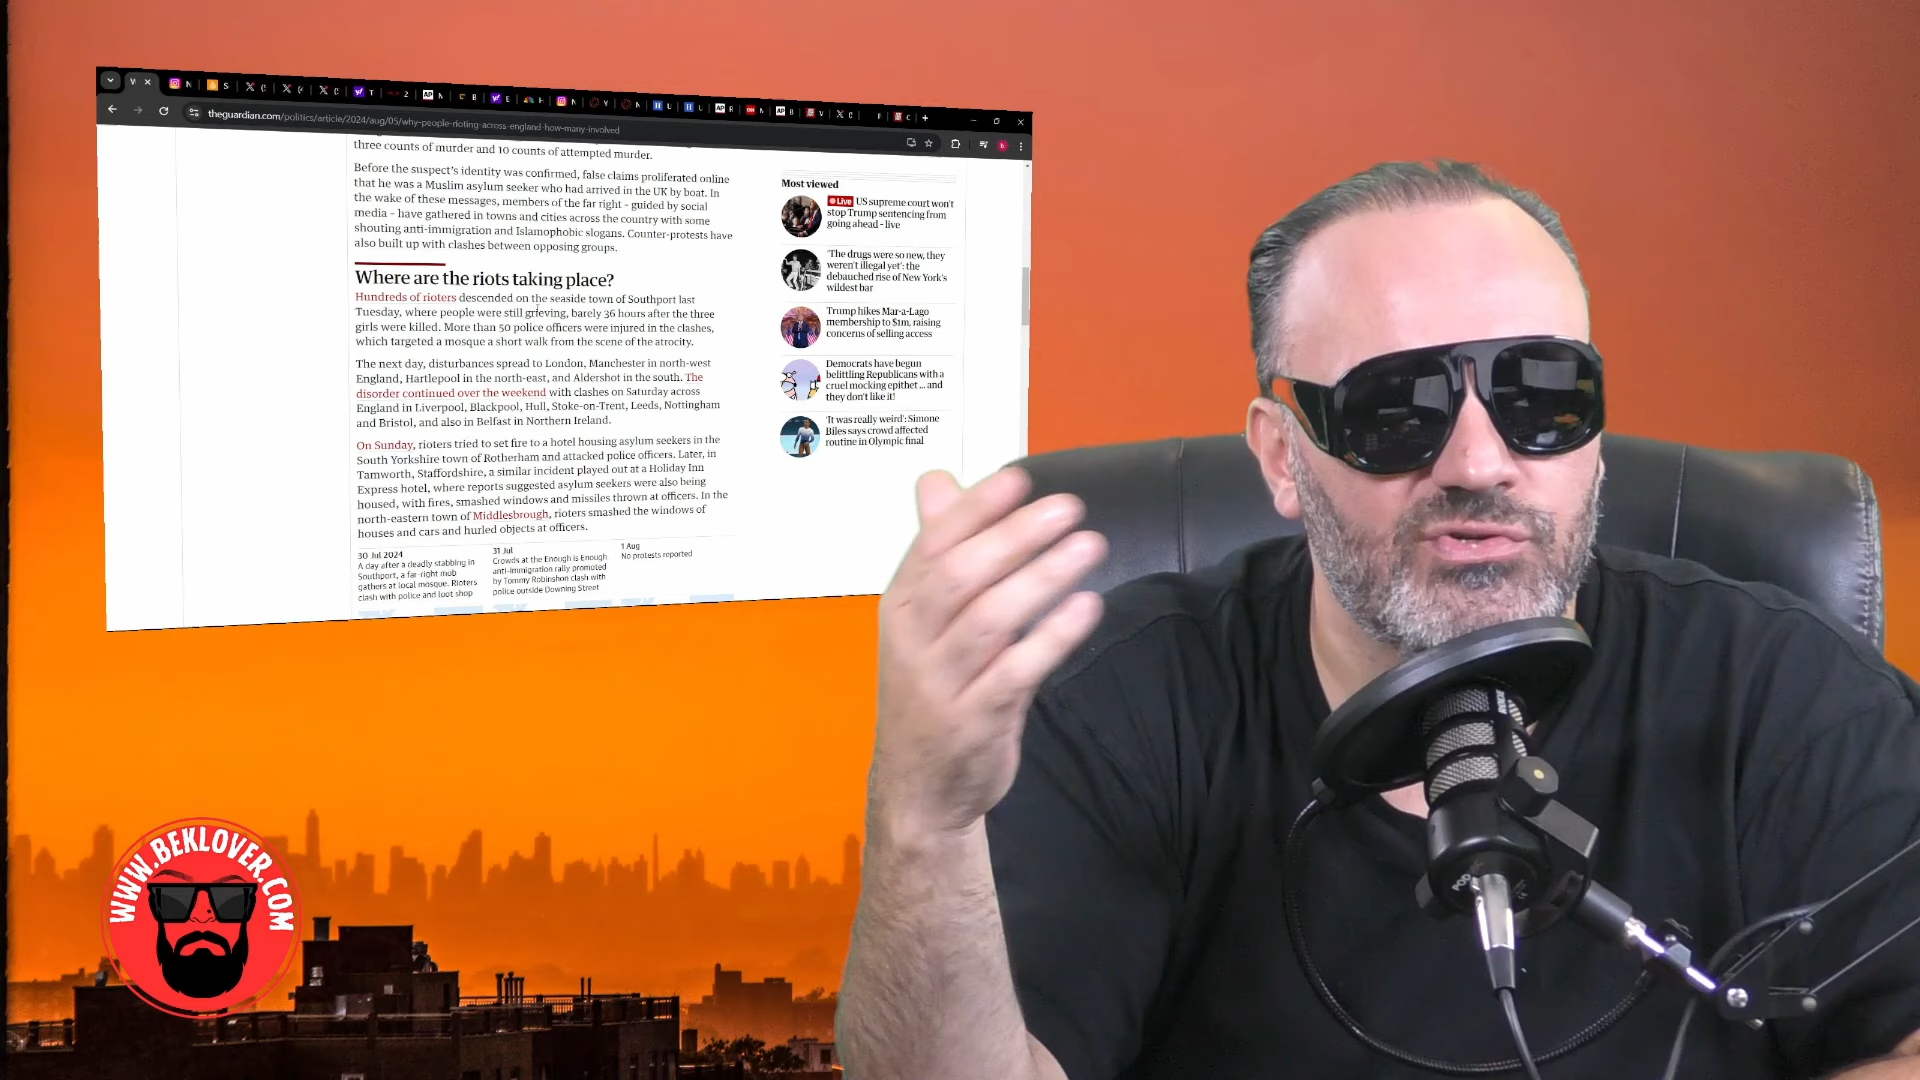 theguardian.com/politics/article/2024/aug/05/why-people-rioting-across-england-how-many-involved
three counts of murder and 10 counts of attempted murder.
Before the suspect's identity was confirmed, false claims proliferated online
that he was a Muslim asylum seeker who had arrived in the UK by boat. In
the wake of these messages, members of the far right – guided by social
media – have gathered in towns and cities across the country with some
shouting anti-immigration and Islamophobic slogans. Counter-protests have
also built up with clashes between opposing groups.
Where are the riots taking place?
Hundreds of rioters descended on the seaside town of Southport last
Tuesday, where people were still grieving, barely 36 hours after the three
girls were killed. More than 50 police officers were injured in the clashes,
which targeted a mosque a short walk from the scene of the atrocity.
The next day, disturbances spread to London, Manchester in north-west
England, Hartlepool in the north-east, and Aldershot in the south. The
disorder continued over the weekend with clashes on Saturday across
England in Liverpool, Blackpool, Hull, Stoke-on-Trent, Leeds, Nottingham
and Bristol, and also in Belfast in Northern Ireland.
On Sunday, rioters tried to set fire to a hotel housing asylum seekers in the
South Yorkshire town of Rotherham and attacked police officers. Later, in
Tamworth, Staffordshire, a similar incident played out at a Holiday Inn
Express hotel, where reports suggested asylum seekers were also being
housed, with fires, smashed windows and missiles thrown at officers. In the
north-eastern town of Middlesbrough, rioters smashed the windows of
houses and cars and hurled objects at officers.
30 Jul 2024
A day after a deadly stabbing in
Southport, a far-right mob
gathers at local mosque. Rioters
clash with police and loot shop
31 Jul
Crowds at the Enough is Enough
anti-immigration rally promoted
by Tommy Robinshon clash with
police outside Downing Street
1 Aug
No protests reported
Most viewed
Live US supreme court won't
stop Trump sentencing from
going ahead – live
'The drugs were so new, they
weren't illegal yet': the
debauched rise of New York's
wildest bar
Trump hikes Mar-a-Lago
membership to $1m, raising
concerns of selling access
Democrats have begun
belittling Republicans with a
cruel mocking epithet … and
they don't like it!
'It was really weird': Simone
Biles says crowd affected
routine in Olympic final
WWW.BEKLOVER.COM
RODE
POD